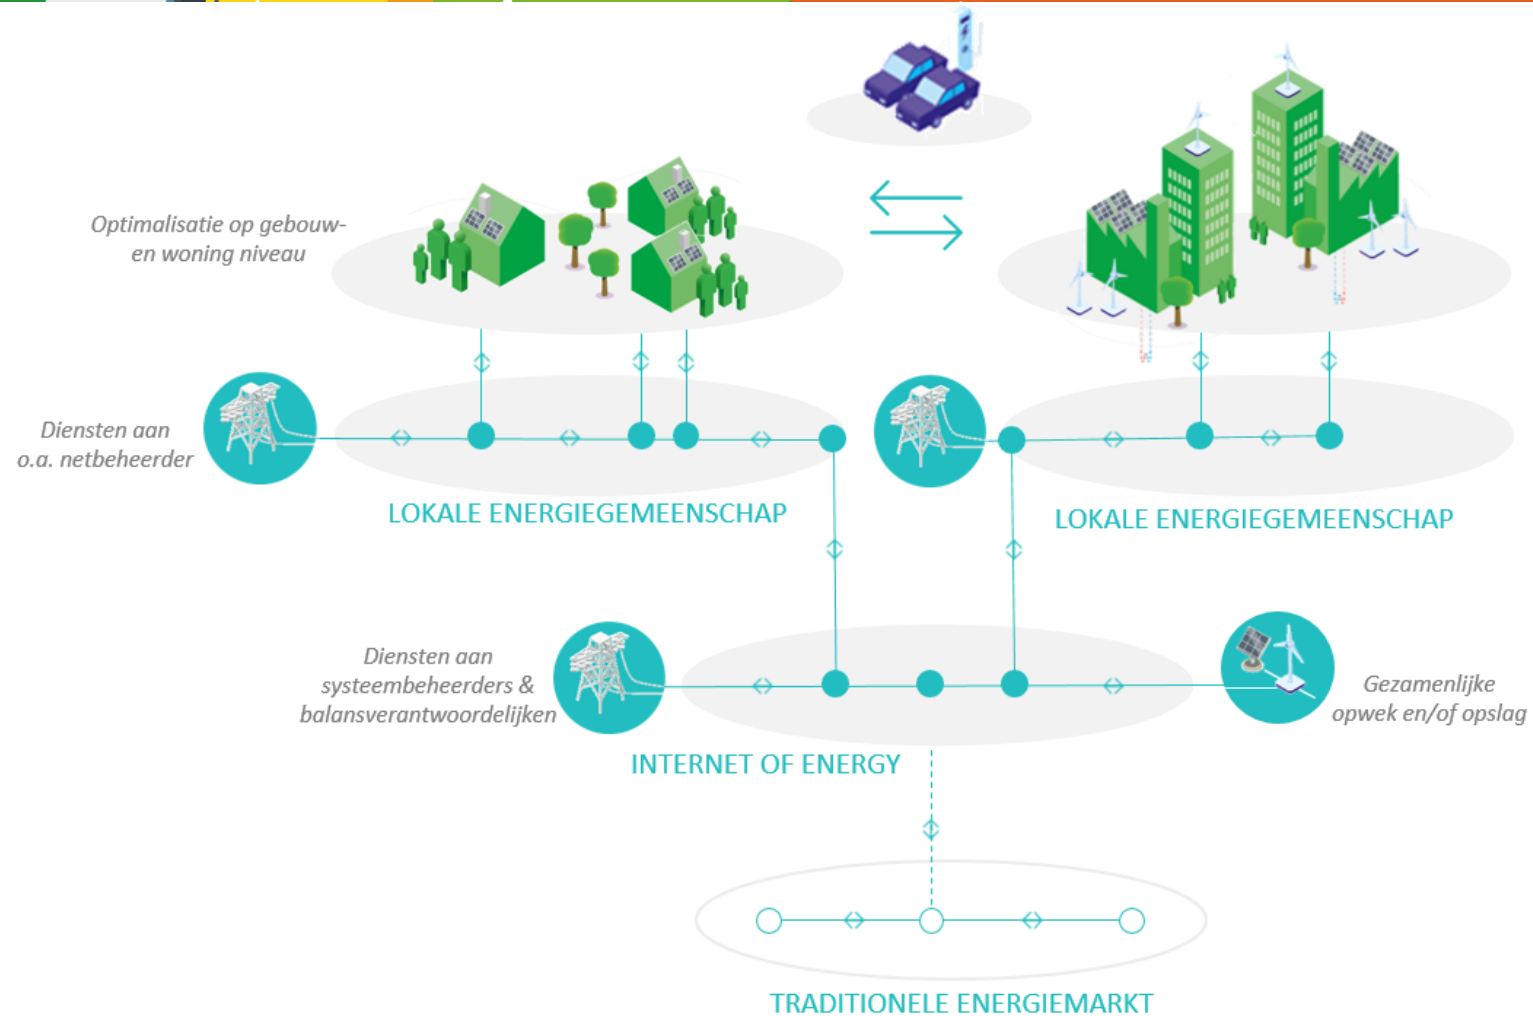 Optimalisatie op gebouw-
en woning niveau
Diensten aan
o.a. netbeheerder
LOKALE ENERGIEGEMEENSCHAP
LOKALE ENERGIEGEMEENSCHAP
Diensten aan
systeembeheerders &
balansverantwoordelijken
Gezamenlijke
opwek en/of opslag
INTERNET OF ENERGY
TRADITIONELE ENERGIEMARKT